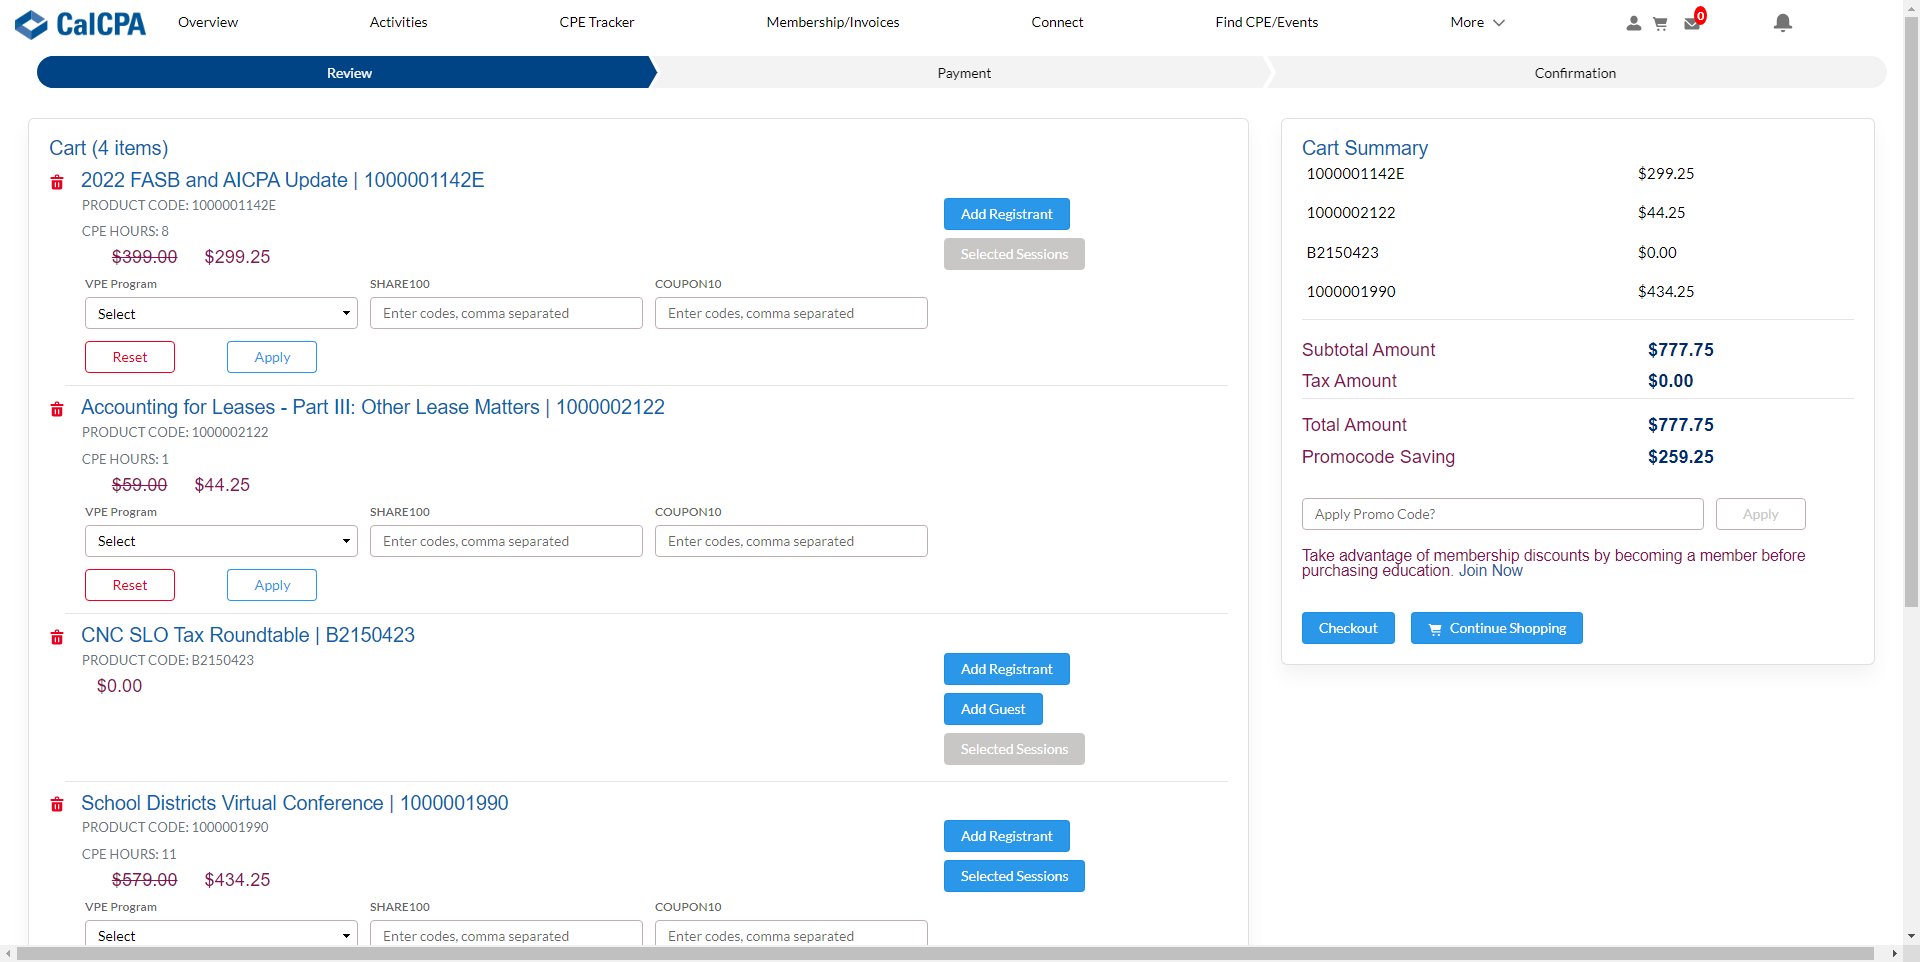 CalCPA Overview Activities CPE Tracker Membership/Invoices Connect Find CPE/Events More 0
Review Payment Confirmation
Cart (4 items)
2022 FASB and AICPA Update | 1000001142E
PRODUCT CODE: 1000001142E
Add Registrant
CPE HOURS: 8
Selected Sessions
$399.00 $299.25
VPE Program SHARE100 COUPON10
Select Enter codes, comma separated Enter codes, comma separated
Reset Apply
Accounting for Leases - Part III: Other Lease Matters | 1000002122
PRODUCT CODE: 1000002122
CPE HOURS: 1
$59.00 $44.25
VPE Program SHARE100 COUPON10
Select Enter codes, comma separated Enter codes, comma separated
Reset Apply
CNC SLO Tax Roundtable | B2150423
PRODUCT CODE: B2150423
Add Registrant
$0.00
Add Guest
Selected Sessions
School Districts Virtual Conference | 1000001990
PRODUCT CODE: 1000001990
Add Registrant
CPE HOURS: 11
Selected Sessions
$579.00 $434.25
VPE Program SHARE100 COUPON10
Select Enter codes, comma separated Enter codes, comma separated
Cart Summary
1000001142E $299.25
1000002122 $44.25
B2150423 $0.00
1000001990 $434.25
Subtotal Amount $777.75
Tax Amount $0.00
Total Amount $777.75
Promocode Saving $259.25
Apply Promo Code? Apply
Take advantage of membership discounts by becoming a member before
purchasing education. Join Now
Checkout Continue Shopping